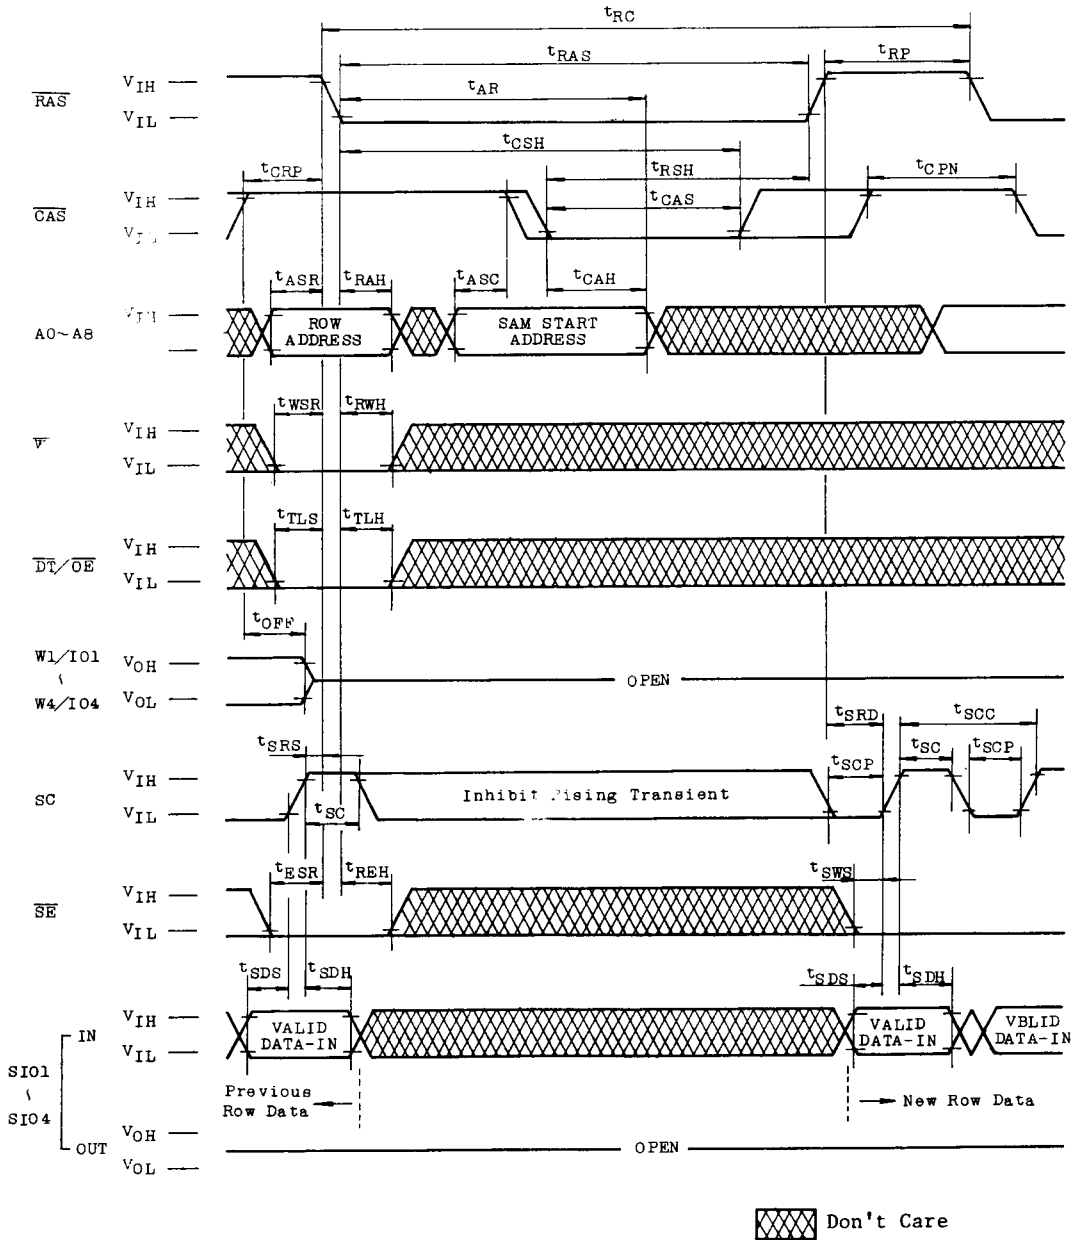 tRC
tRAS
tRP
RAS
VIH
VIL
tAR
tCSH
tCRP
tRSH
tCPN
CAS
VIH
tCAS
tASR
tRAH
tASC
tCAH
A0~A8
ROW
ADDRESS
SAM START
ADDRESS
tWSR
tRWH
VIH
VIL
tTLS
tTLH
DT/OE
VIH
VIL
tOFF
W1/IO1
~
W4/IO4
VOH
VOL
OPEN
tSRD
tSCC
tSRS
tSC
tSCP
tSCP
SC
VIH
VIL
tSC
Inhibit Rising Transient
tESR
tREH
tSWS
SE
VIH
VIL
tSDS
tSDH
tSDS
tSDH
IN
VIH
VIL
VALID
DATA-IN
VALID
DATA-IN
VBLID
DATA-IN
SIO1
~
SIO4
Previous
Row Data
New Row Data
OUT
VOH
VOL
OPEN
Don't Care